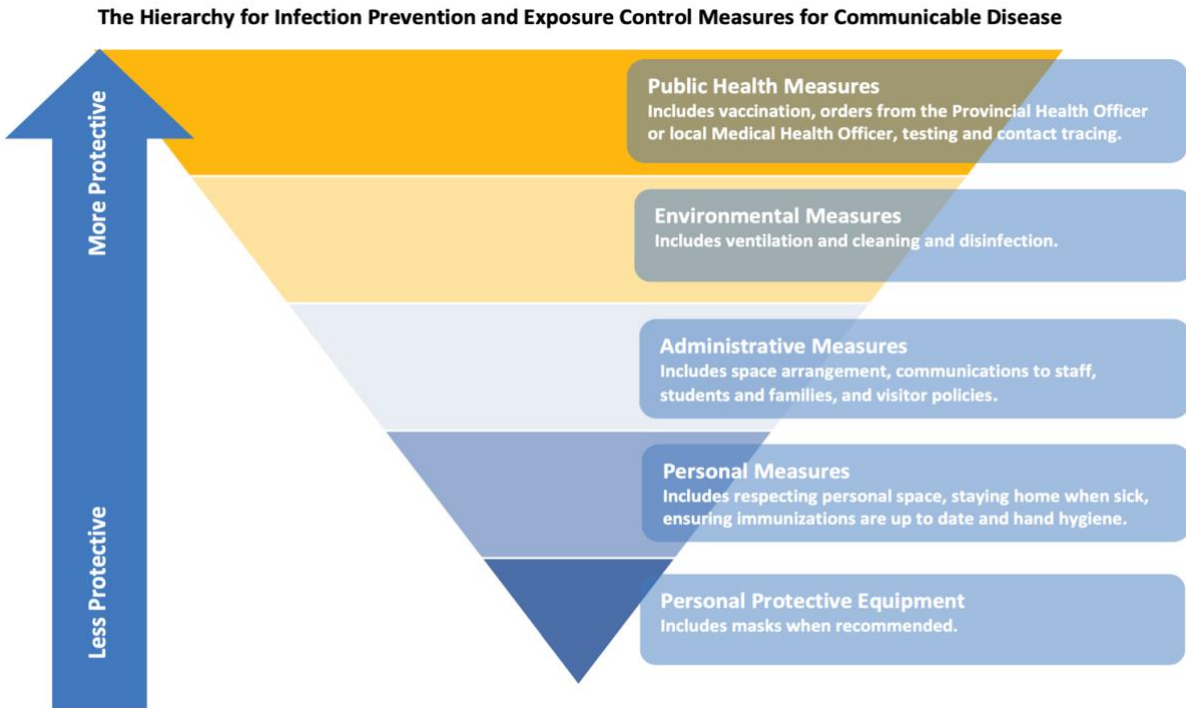 The Hierarchy for Infection Prevention and Exposure Control Measures for Communicable Disease
More Protective
Less Protective
Public Health Measures
Includes vaccination, orders from the Provincial Health Officer
or local Medical Health Officer, testing and contact tracing.
Environmental Measures
Includes ventilation and cleaning and disinfection.
Administrative Measures
Includes space arrangement, communications to staff,
students and families, and visitor policies.
Personal Measures
Includes respecting personal space, staying home when sick,
ensuring immunizations are up to date and hand hygiene.
Personal Protective Equipment
Includes masks when recommended.